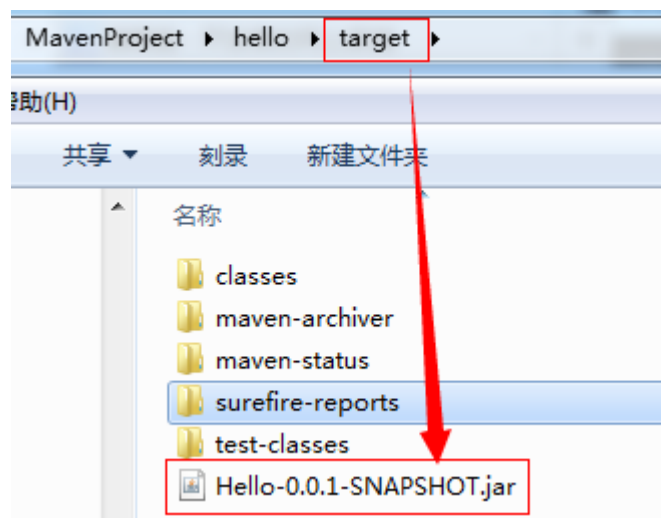 MavenProject ▸ hello ▸ target ▸
帮助(H)
共享 刻录 新建文件夹
名称
classes
maven-archiver
maven-status
surefire-reports
test-classes
Hello-0.0.1-SNAPSHOT.jar